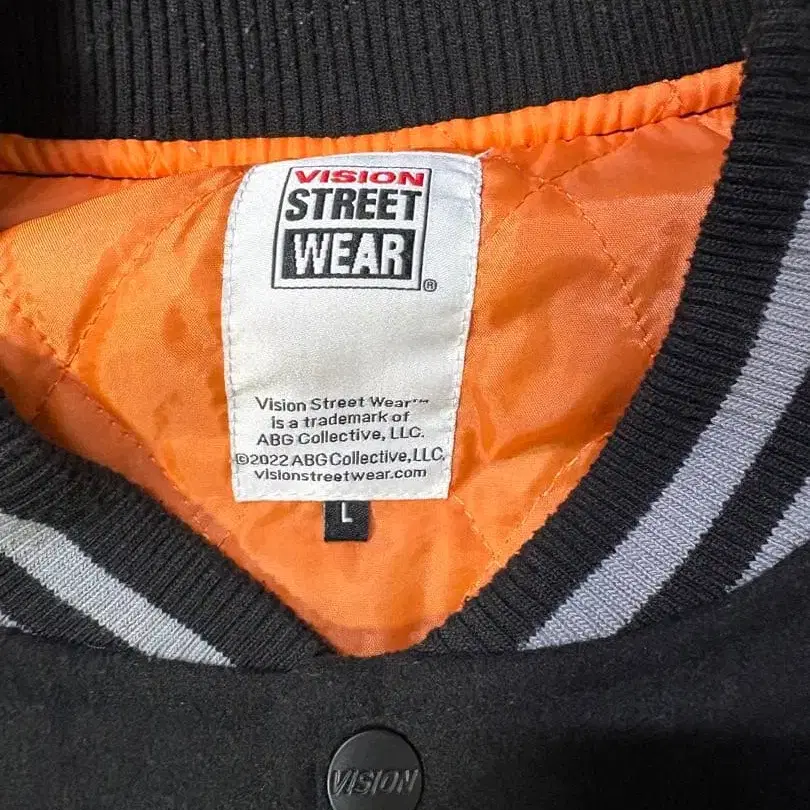 VISION
STREET
WEAR
®
Vision Street Wear™
is a trademark of
ABG Collective, LLC.
©2022 ABG Collective, LLC.
visionstreetwear.com
L
VISION